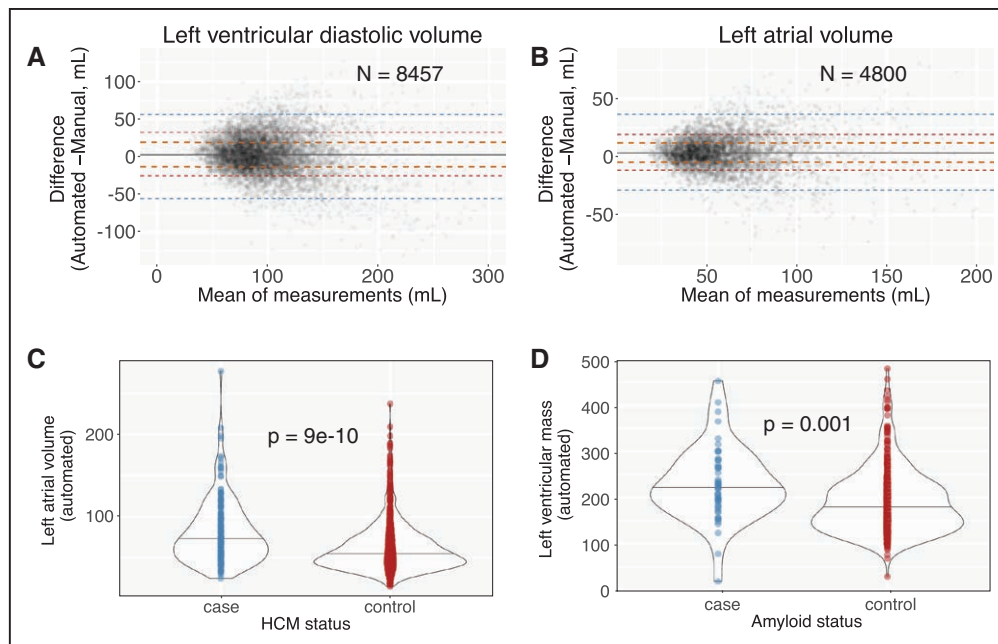 A
Left ventricular diastolic volume
N = 8457
Difference
(Automated –Manual, mL)
100
50
0
-50
-100
0
100
200
300
Mean of measurements (mL)
B
Left atrial volume
N = 4800
Difference
(Automated –Manual, mL)
50
0
-50
50
100
150
200
Mean of measurements (mL)
C
p = 9e-10
Left atrial volume
(automated)
200
100
case
control
HCM status
D
p = 0.001
Left ventricular mass
(automated)
500
400
300
200
100
0
case
control
Amyloid status